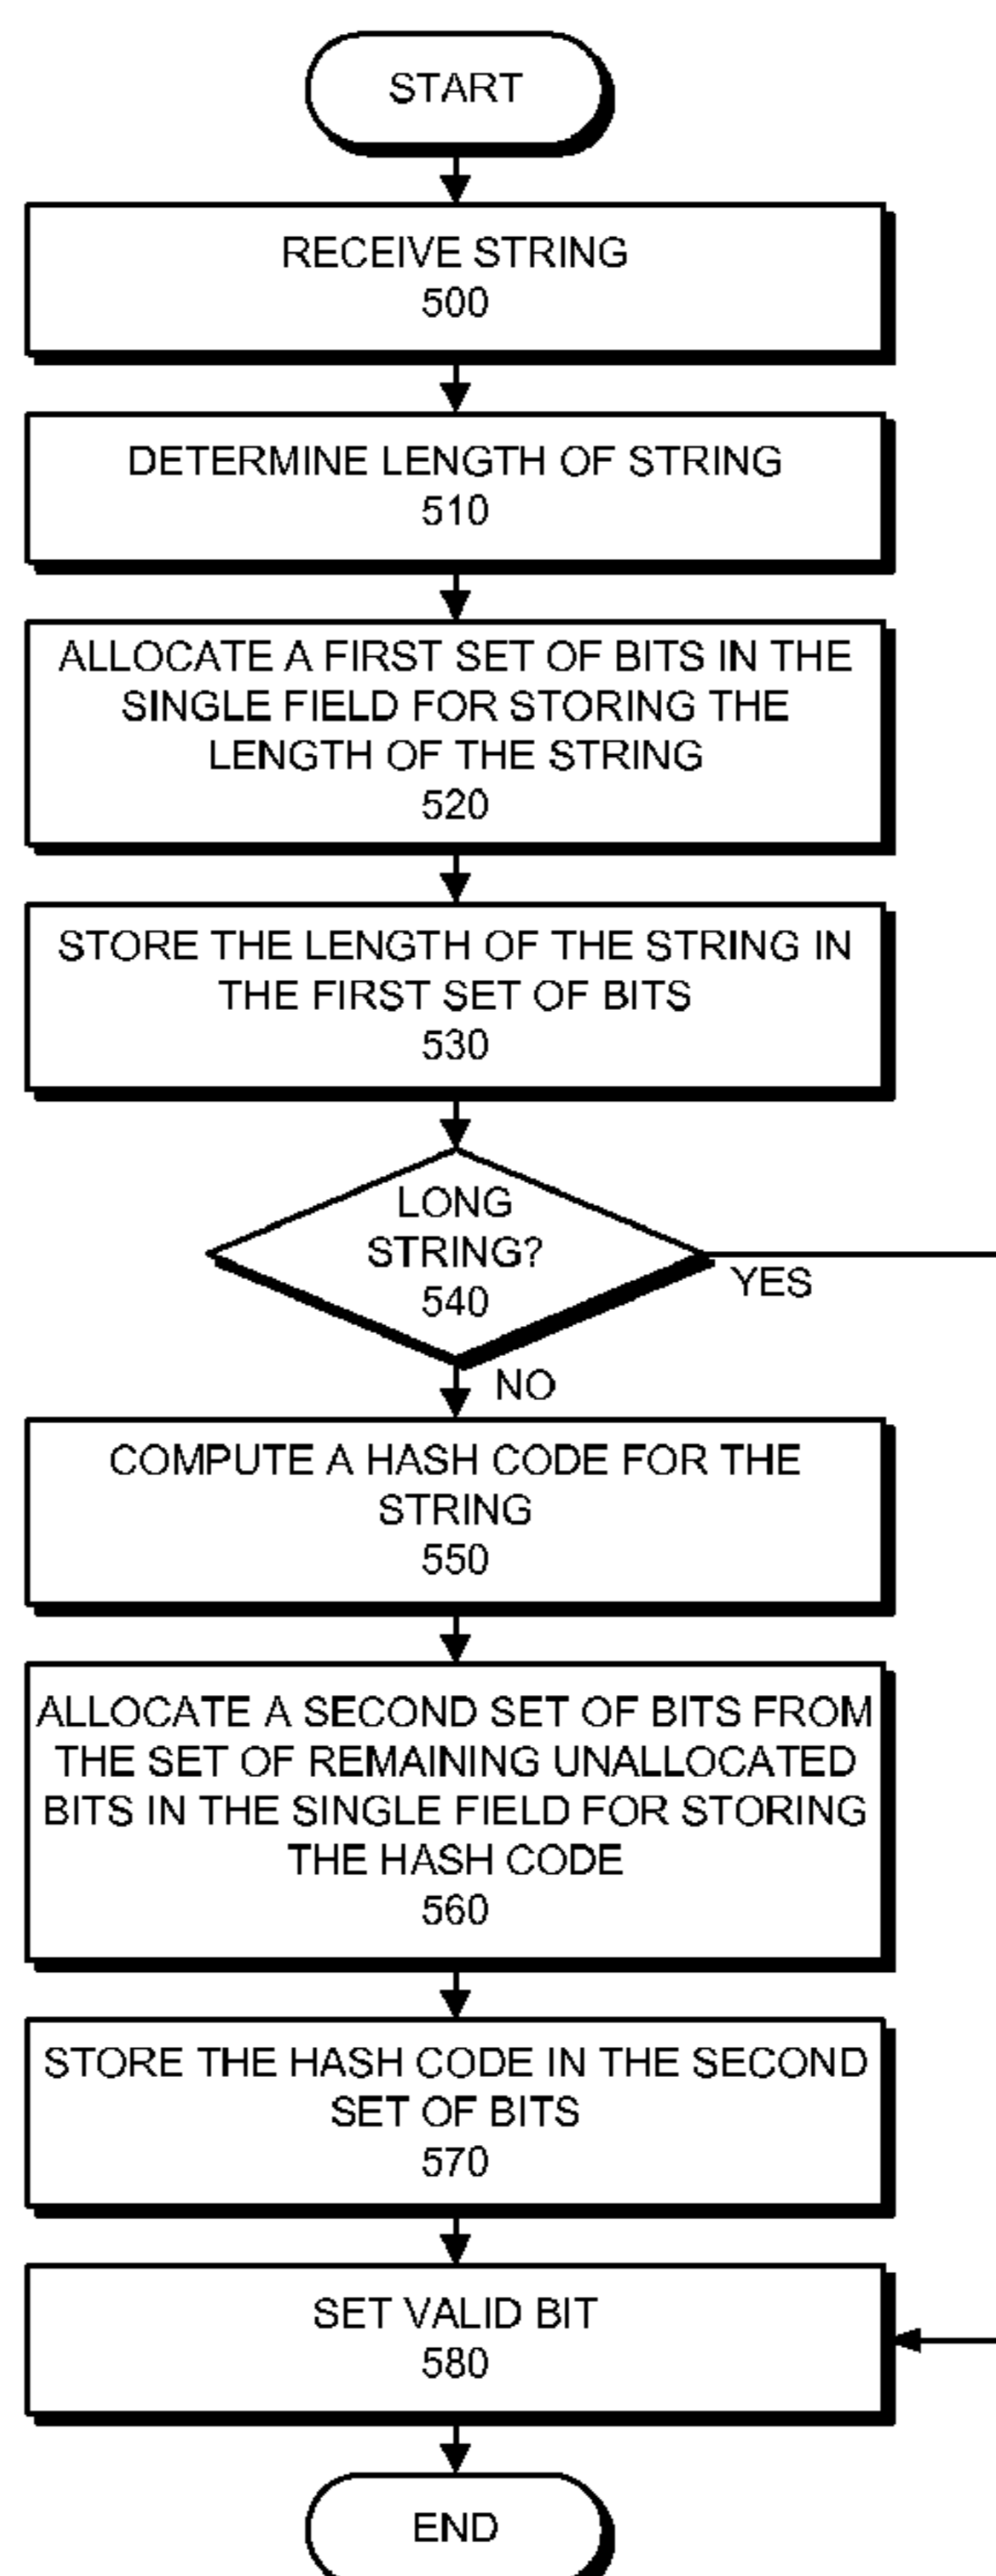 START
RECEIVE STRING
500
DETERMINE LENGTH OF STRING
510
ALLOCATE A FIRST SET OF BITS IN THE
SINGLE FIELD FOR STORING THE
LENGTH OF THE STRING
520
STORE THE LENGTH OF THE STRING IN
THE FIRST SET OF BITS
530
LONG
STRING?
540
YES
NO
COMPUTE A HASH CODE FOR THE
STRING
550
ALLOCATE A SECOND SET OF BITS FROM
THE SET OF REMAINING UNALLOCATED
BITS IN THE SINGLE FIELD FOR STORING
THE HASH CODE
560
STORE THE HASH CODE IN THE SECOND
SET OF BITS
570
SET VALID BIT
580
END